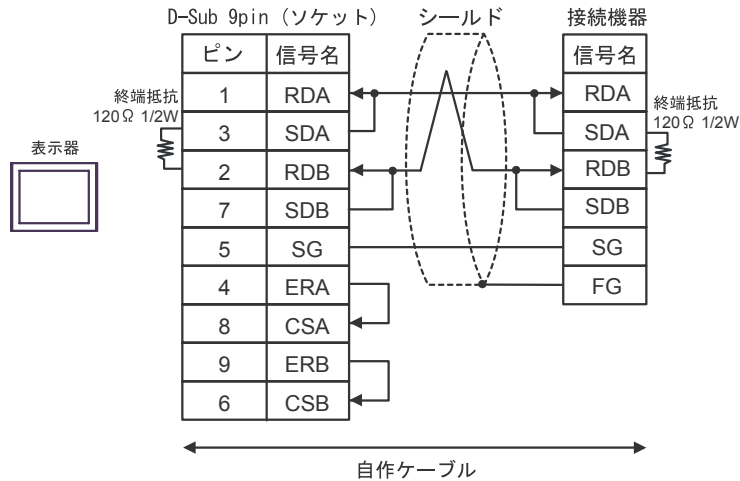 D-Sub 9pin (ソケット) シールド 接続機器
ピン 信号名 信号名
1 RDA RDA
終端抵抗
120Ω 1/2W
終端抵抗
120Ω 1/2W
3 SDA SDA
表示器
2 RDB RDB
7 SDB SDB
5 SG SG
4 ERA FG
8 CSA
9 ERB
6 CSB
自作ケーブル